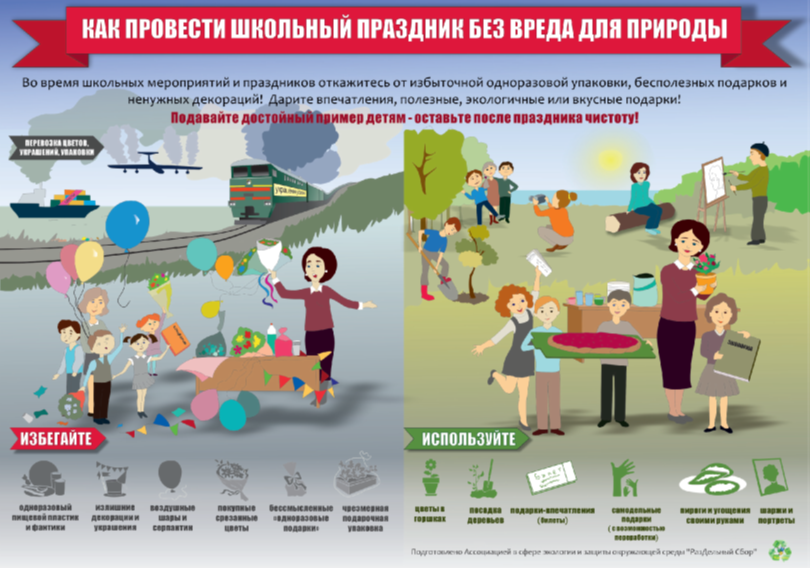 КАК ПРОВЕСТИ ШКОЛЬНЫЙ ПРАЗДНИК БЕЗ ВРЕДА ДЛЯ ПРИРОДЫ
Во время школьных мероприятий и праздников откажитесь от избыточной одноразовой упаковки, бесполезных подарков и
ненужных декораций! Дарите впечатления, полезные, экологичные или вкусные подарки!
Подавайте достойный пример детям - оставьте после праздника чистоту!
ПЕРЕВОЗКА ЦВЕТОВ,
УКРАШЕНИЙ, УПАКОВКИ
ИЗБЕГАЙТЕ
одноразовый
пищевой пластик
и фантики
излишние
декорации и
украшения
воздушные
шары и
серпантин
покупные
срезанные
цветы
бессмысленные
«одноразовые
подарки»
чрезмерная
подарочная
упаковка
ИСПОЛЬЗУЙТЕ
цветы в
горшках
посадка
деревьев
билет
подарки-впечатления
(билеты)
самодельные
подарки
(с возможностью
переработки)
пироги и угощения
своими руками
шаржи и
портреты
Подготовлено Ассоциацией в сфере экологии и защиты окружающей среды "РазДельный Сбор"